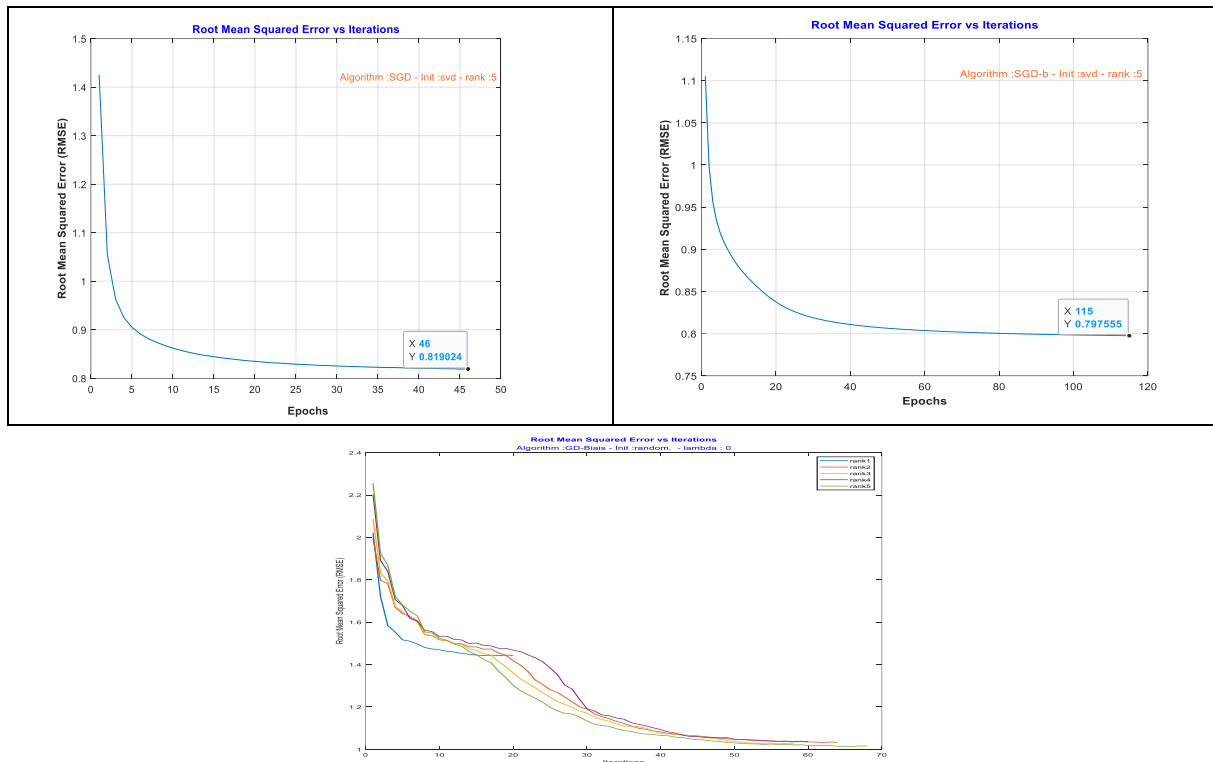 Root Mean Squared Error vs Iterations
Algorithm :SGD - Init :svd - rank :5
Root Mean Squared Error (RMSE)
1.5
1.4
1.3
1.2
1.1
1
0.9
0.8
X 46
Y 0.819024
0 5 10 15 20 25 30 35 40 45 50
Epochs
Root Mean Squared Error vs Iterations
Algorithm :SGD-b - Init :svd - rank :5
Root Mean Squared Error (RMSE)
1.15
1.1
1.05
1
0.95
0.9
0.85
0.8
0.75
X 115
Y 0.797555
0 20 40 60 80 100 120
Epochs
Root Mean Squared Error vs Iterations
Algorithm :GD-Biais - Init :random, - lambda : 0
Root Mean Squared Error (RMSE)
2.4
2.2
2
1.8
1.6
1.4
1.2
1
rank1
rank2
rank3
rank4
rank5
0 10 20 30 40 50 60 70
Iterations